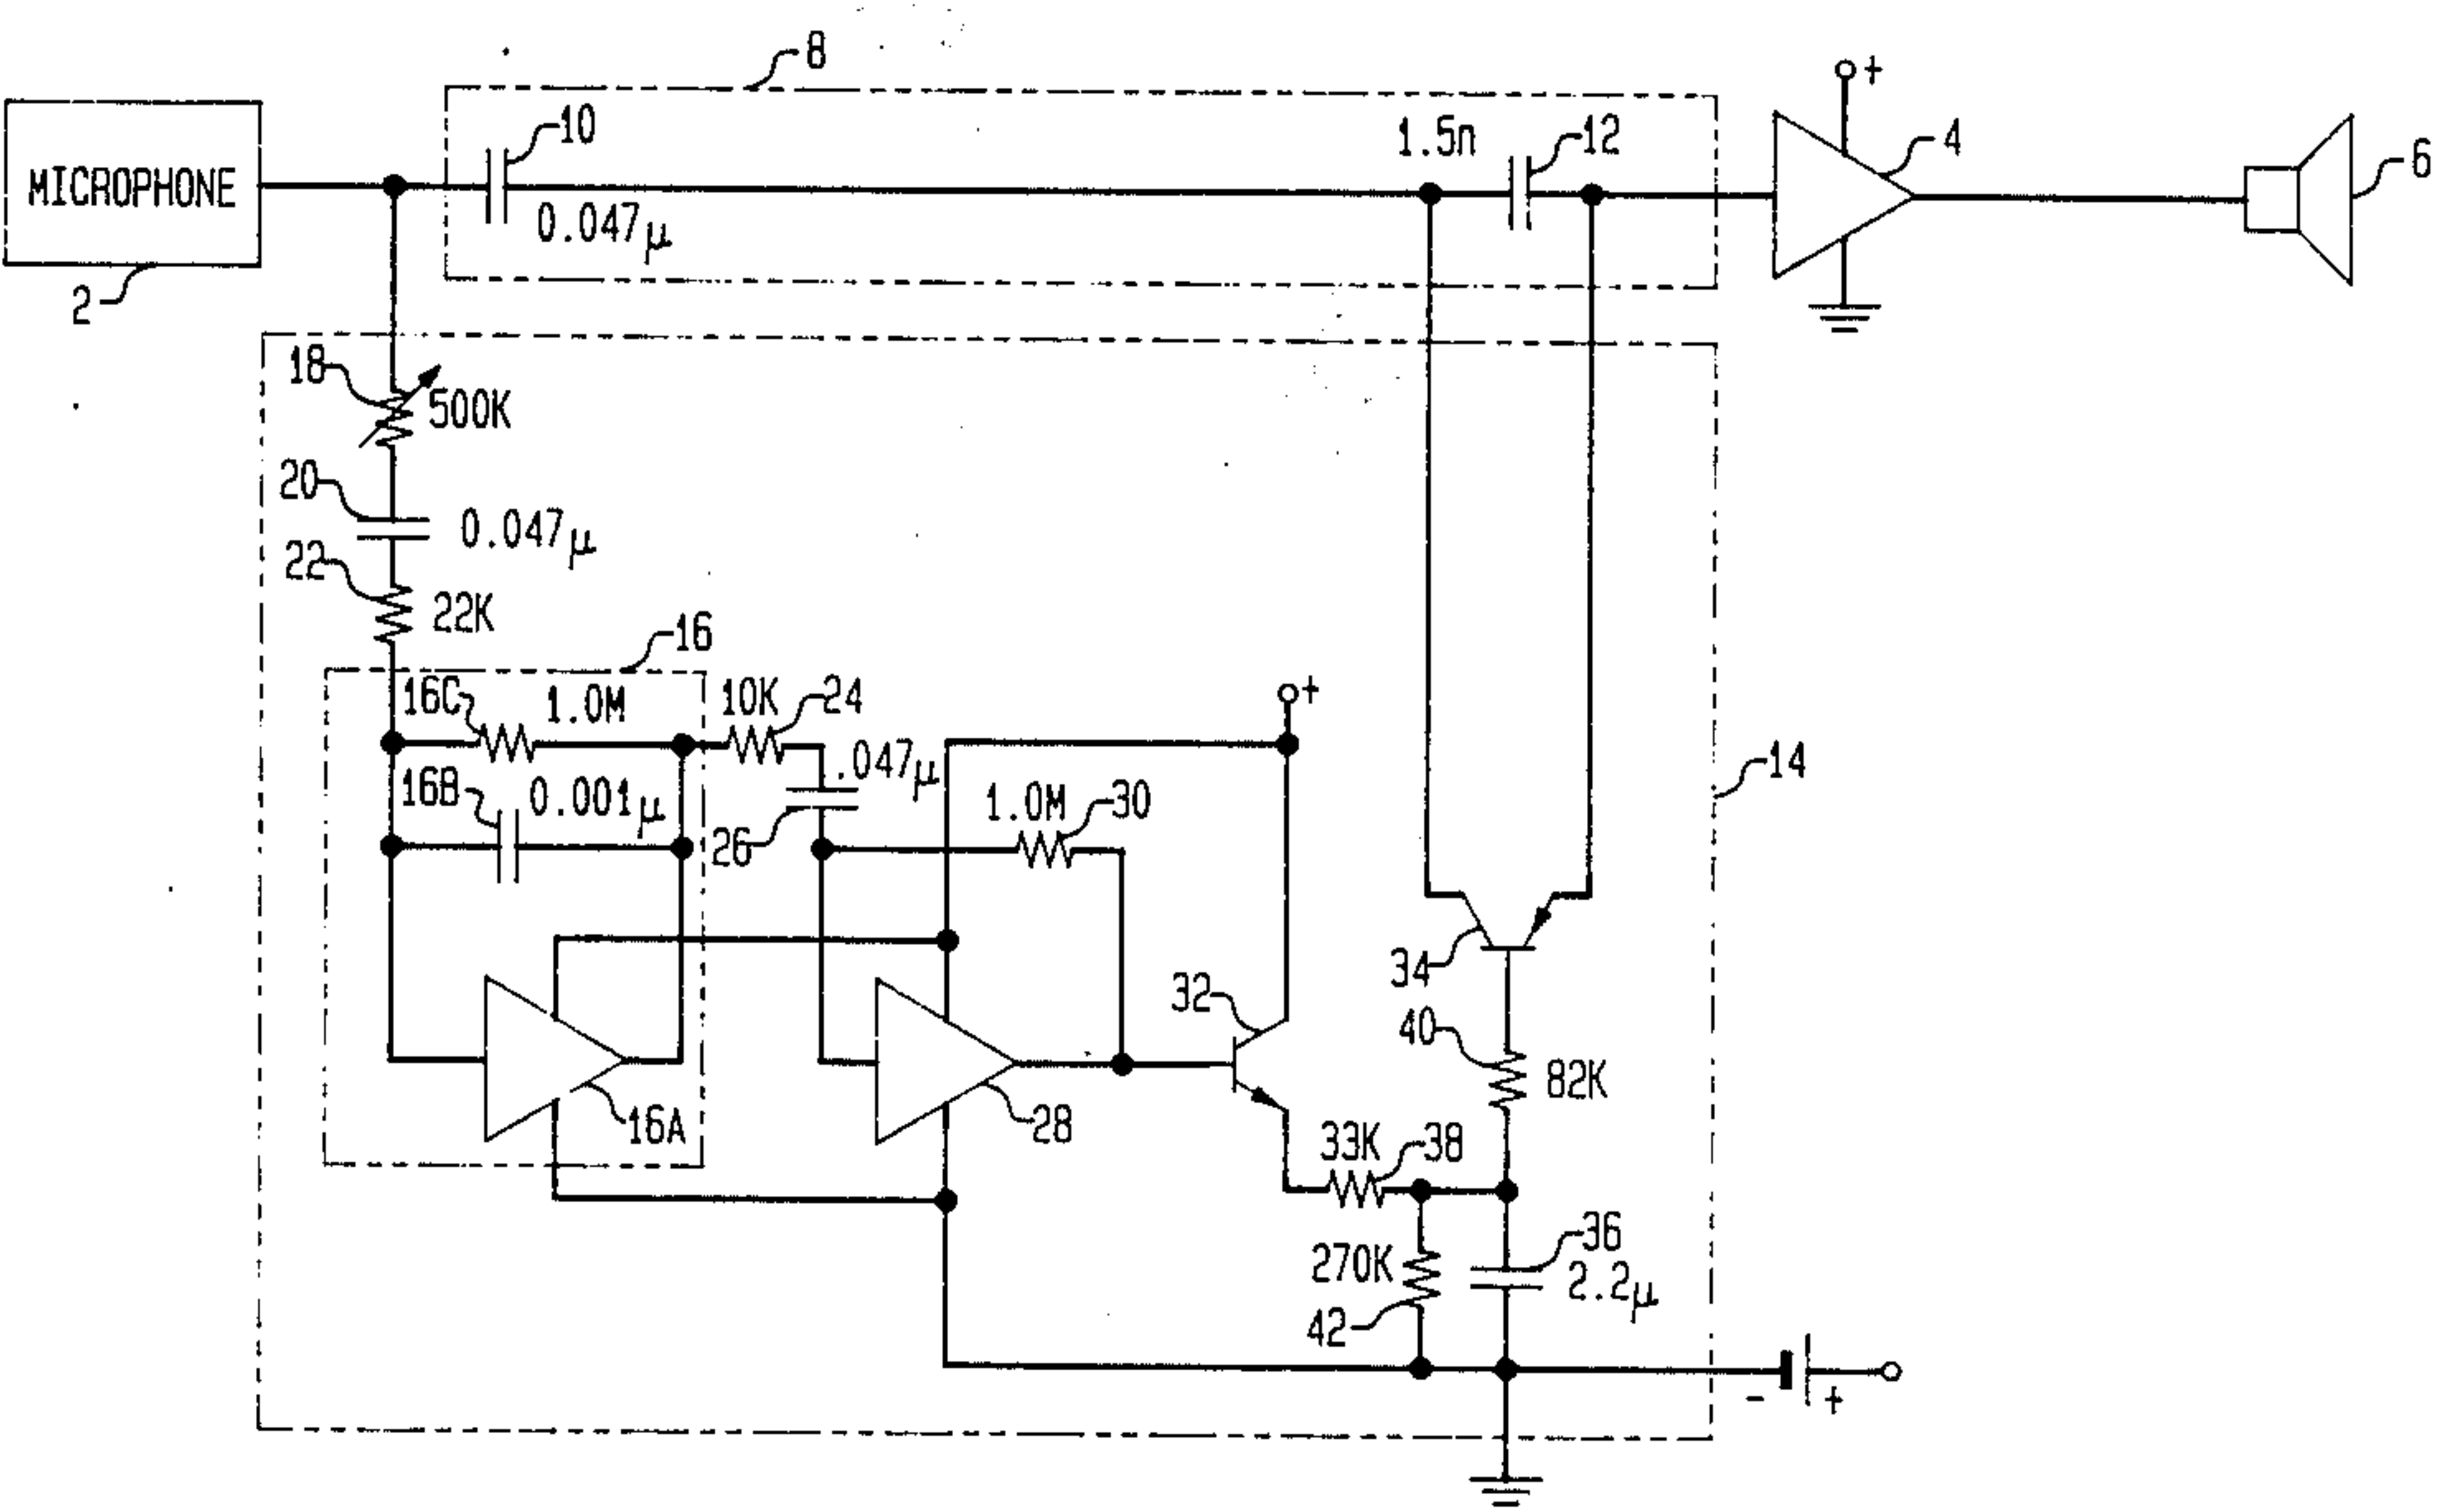 8
10
1.5n
12
+
4
6
MICROPHONE
0.047μ
2
18
500K
20
0.047μ
22
22K
16
16C
1.0M
10K
24
+
14
16B
0.001μ
.047μ
26
1.0M
30
34
32
40
82K
16A
28
33K
38
36
270K
2.2μ
42
- +